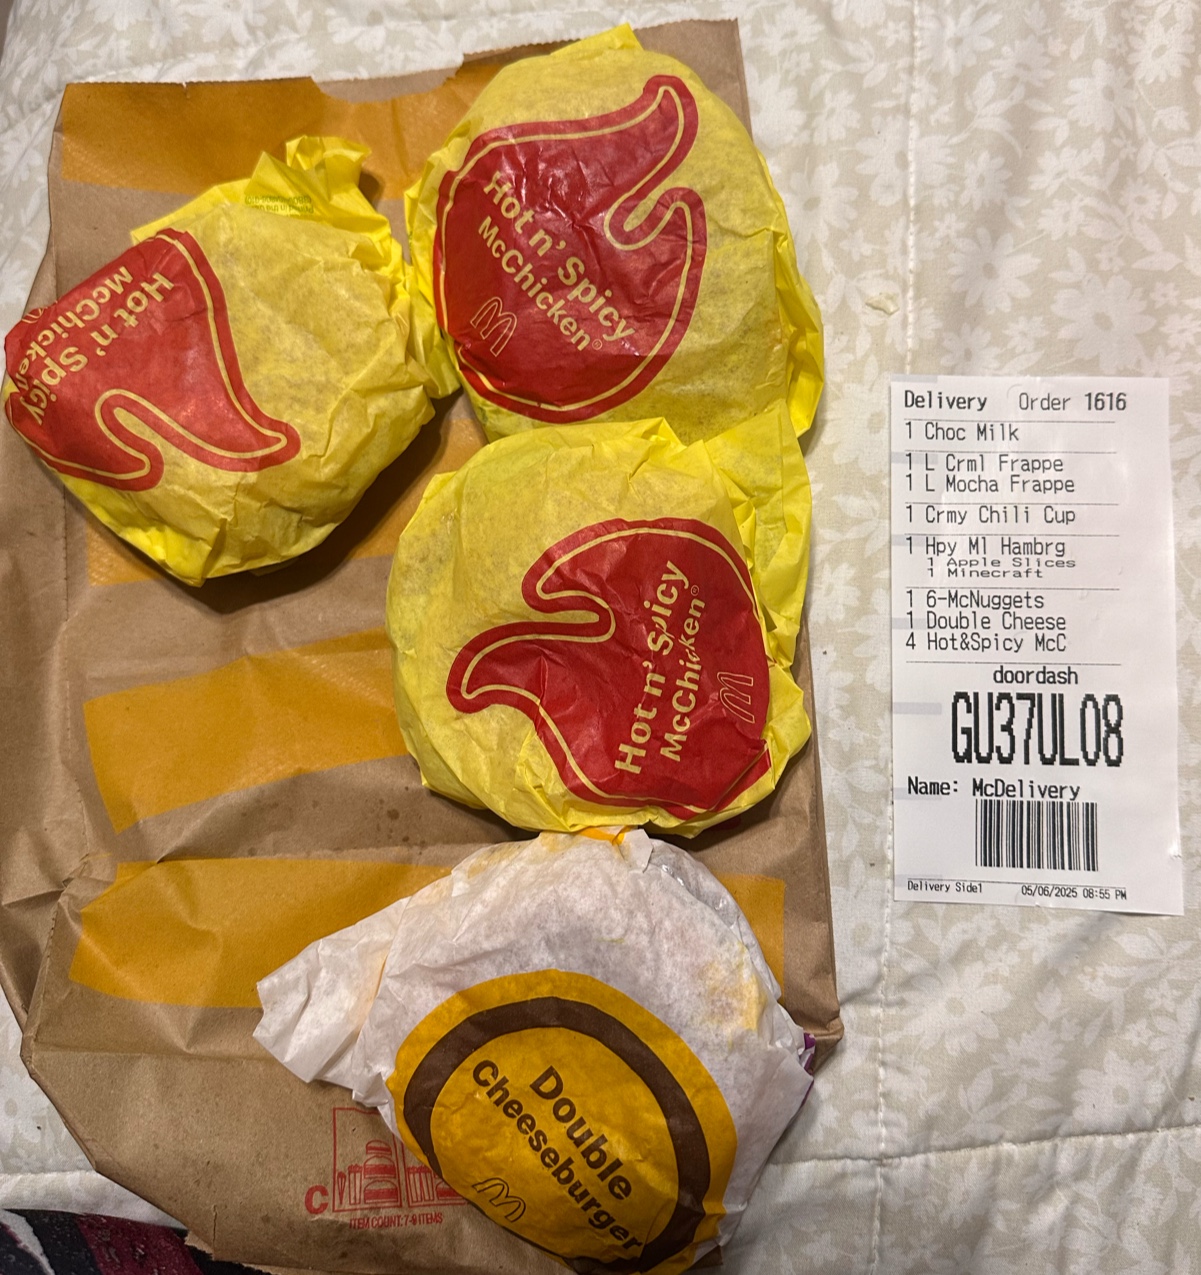 Hot n' Spicy
McChicken®
Hot n' Spicy
McChicken
Hot n' Spicy
McChicken®
Double
Cheeseburger
C
ITEM COUNT: 7-9 ITEMS
Delivery Order 1616
1 Choc Milk
1 L Crml Frappe
1 L Mocha Frappe
1 Crmy Chili Cup
1 Hpy Ml Hambrg
1 Apple Slices
1 Minecraft
1 6-McNuggets
1 Double Cheese
4 Hot&Spicy McC
doordash
GU37UL08
Name: McDelivery
Delivery Side1 05/06/2025 08:55 PM